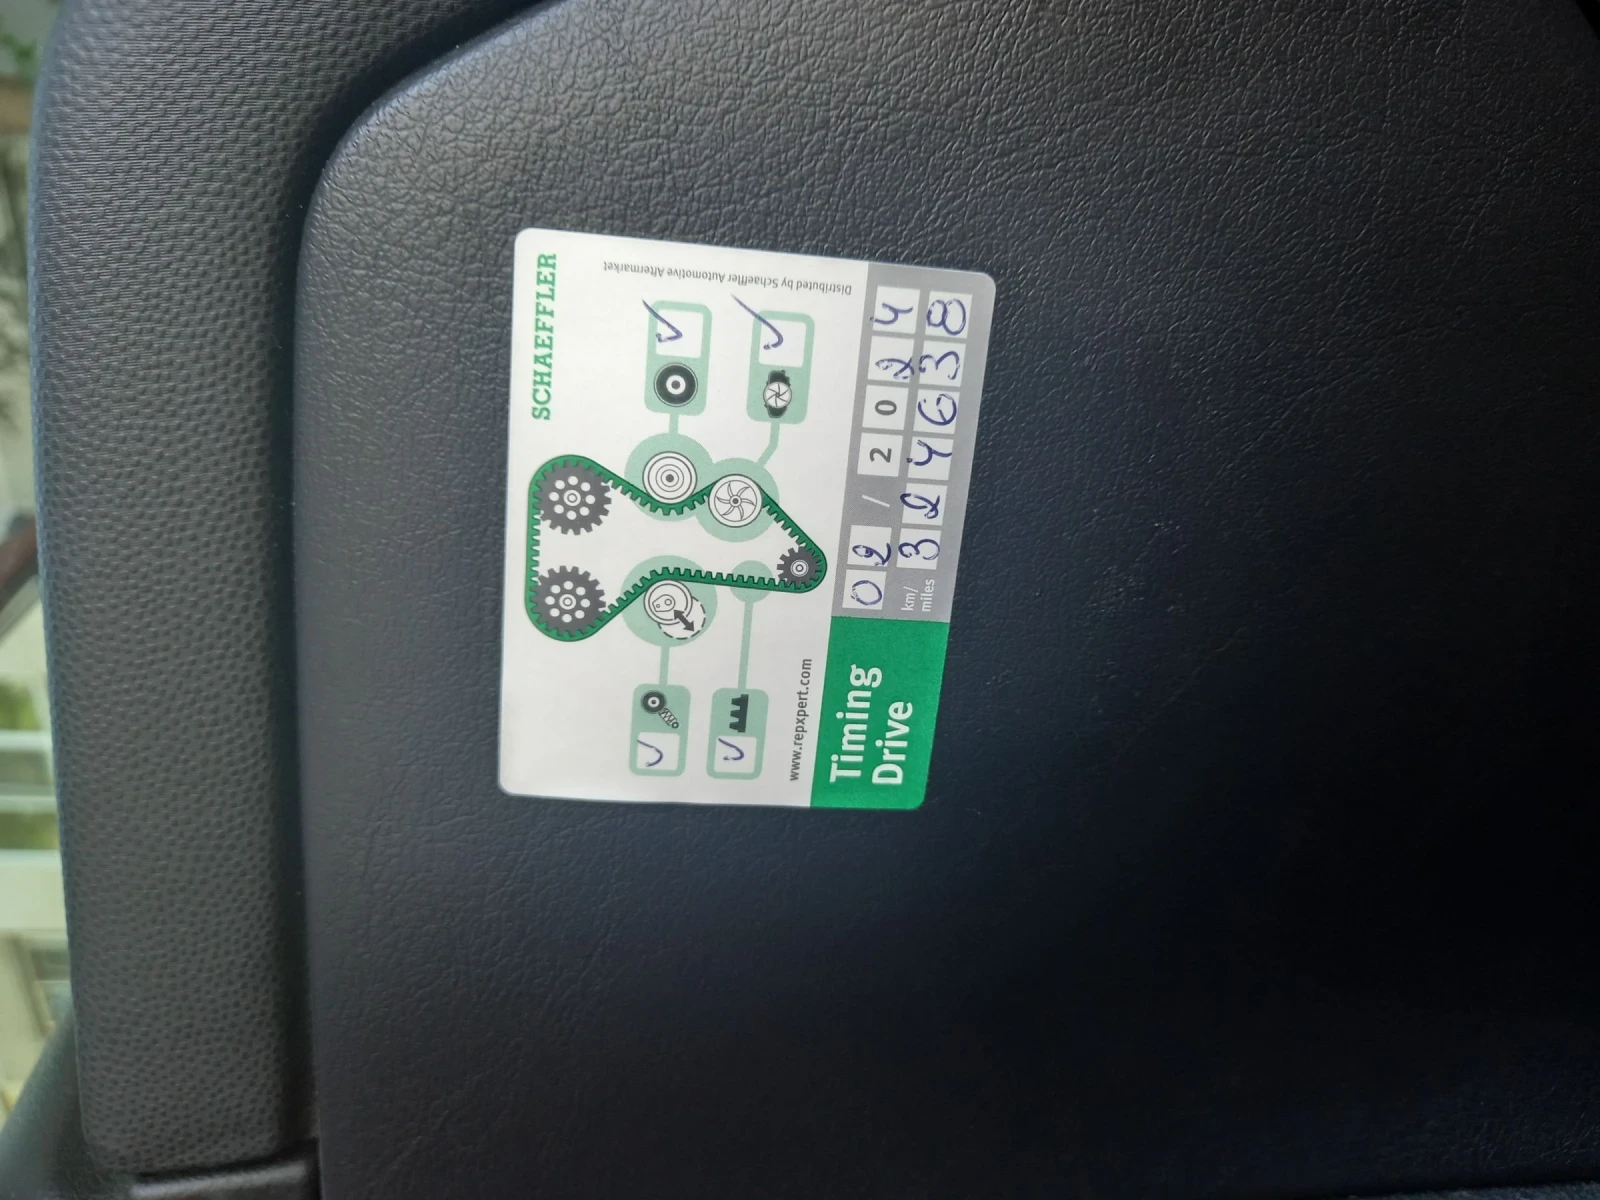 SCHAEFFLER
Distributed by Schaeffler Automotive Aftermarket
www.repxpert.com
Timing
Drive
02 / 2024
km/
miles
324638